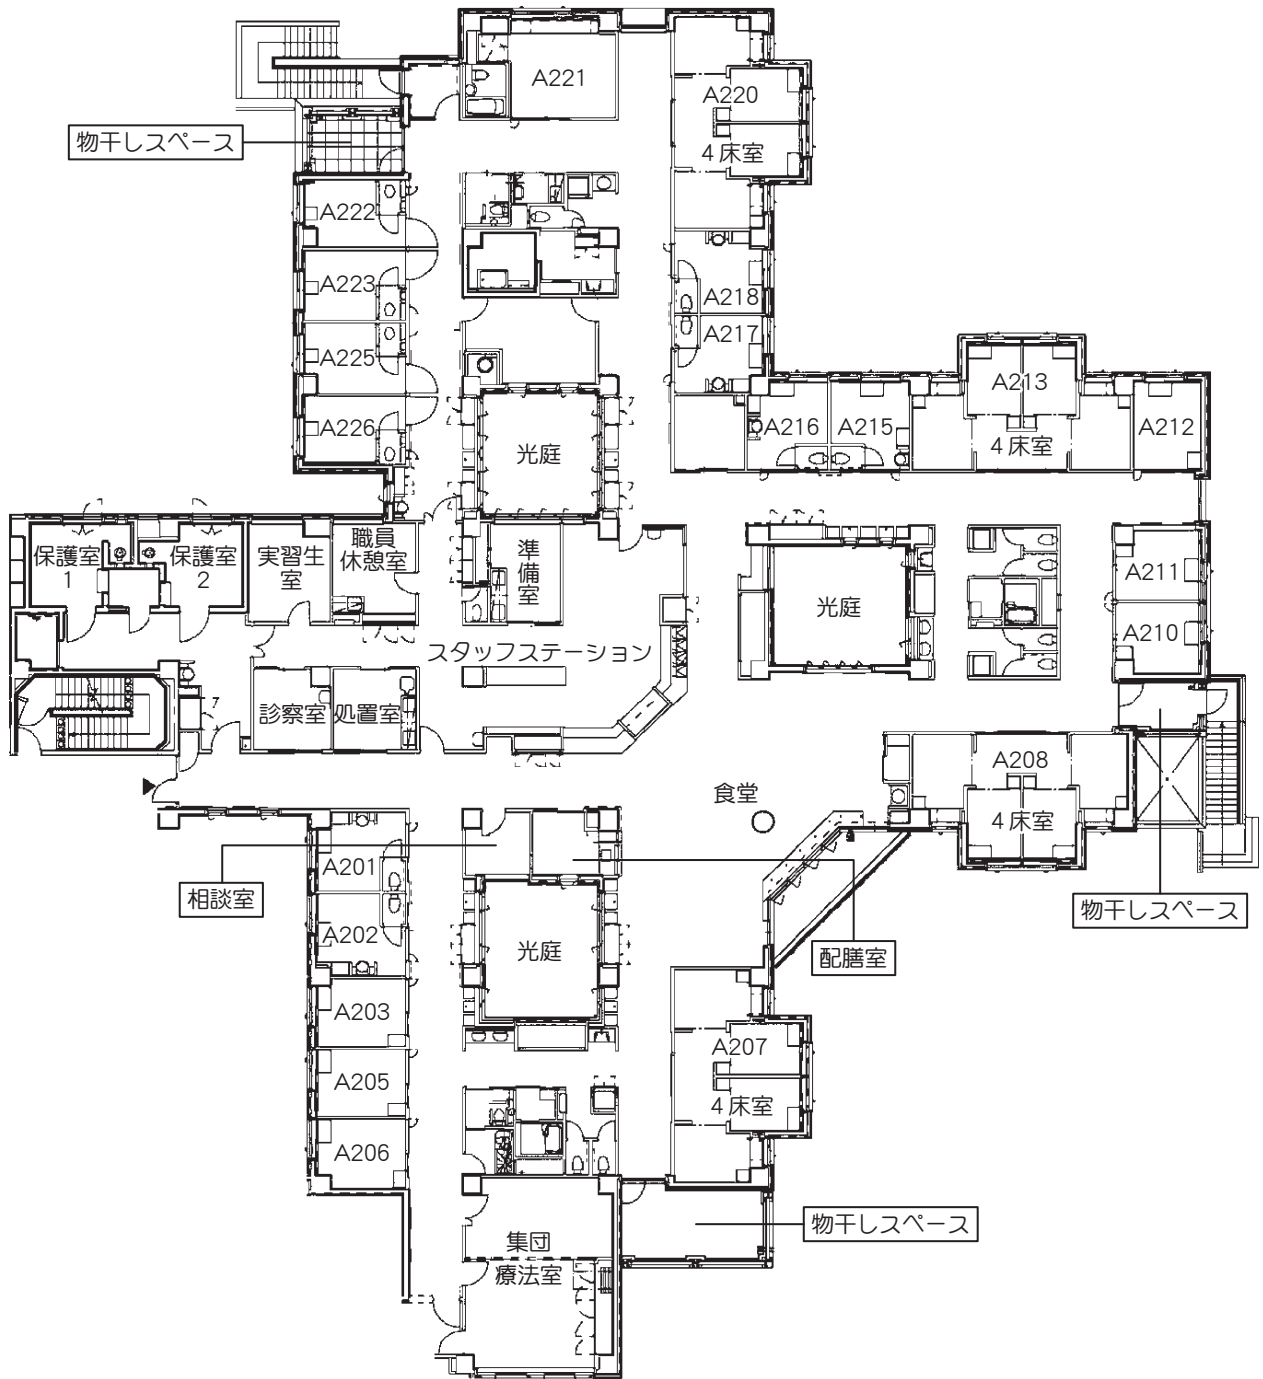 A221
A220
4床室
物干しスペース
A222
A223
A225
A226
A218
A217
光庭
A216
A215
A213
4床室
A212
保護室
1
保護室
2
実習生
室
職員
休憩室
準
備
室
光庭
A211
A210
スタッフステーション
診察室
処置室
食堂
A208
4床室
A201
A202
A203
A205
A206
相談室
光庭
配膳室
物干しスペース
A207
4床室
物干しスペース
集団
療法室